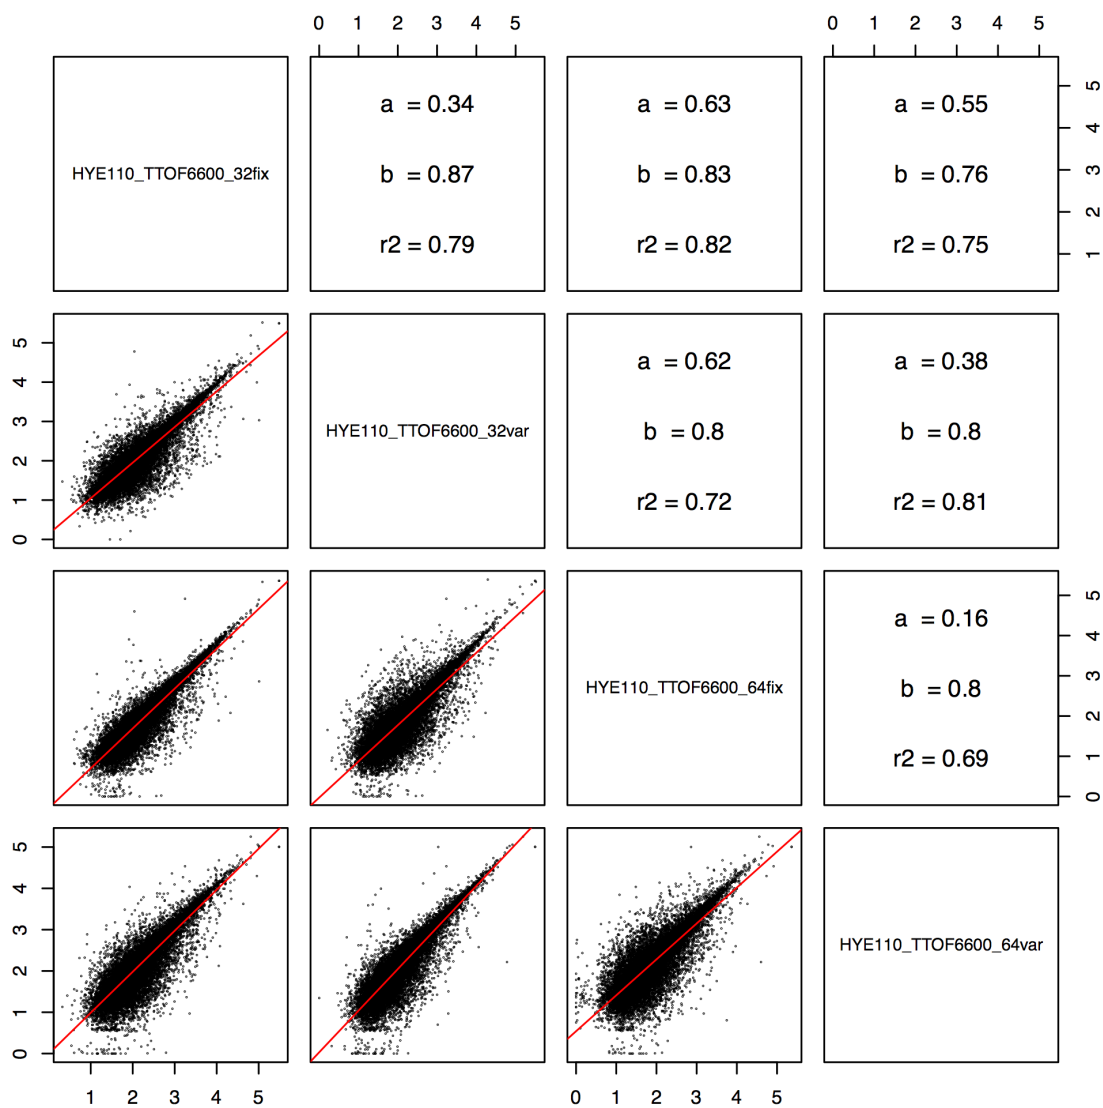 0 1 2 3 4 5 0 1 2 3 4 5
a = 0.34 a = 0.63 a = 0.55
HYE110_TTOF6600_32fix b = 0.87 b = 0.83 b = 0.76
r2 = 0.79 r2 = 0.82 r2 = 0.75
1 2 3 4 5
0 1 2 3 4 5
a = 0.62 a = 0.38
HYE110_TTOF6600_32var b = 0.8 b = 0.8
r2 = 0.72 r2 = 0.81
a = 0.16
HYE110_TTOF6600_64fix b = 0.8
r2 = 0.69
0 1 2 3 4 5
0 1 2 3 4 5
HYE110_TTOF6600_64var
1 2 3 4 5 0 1 2 3 4 5